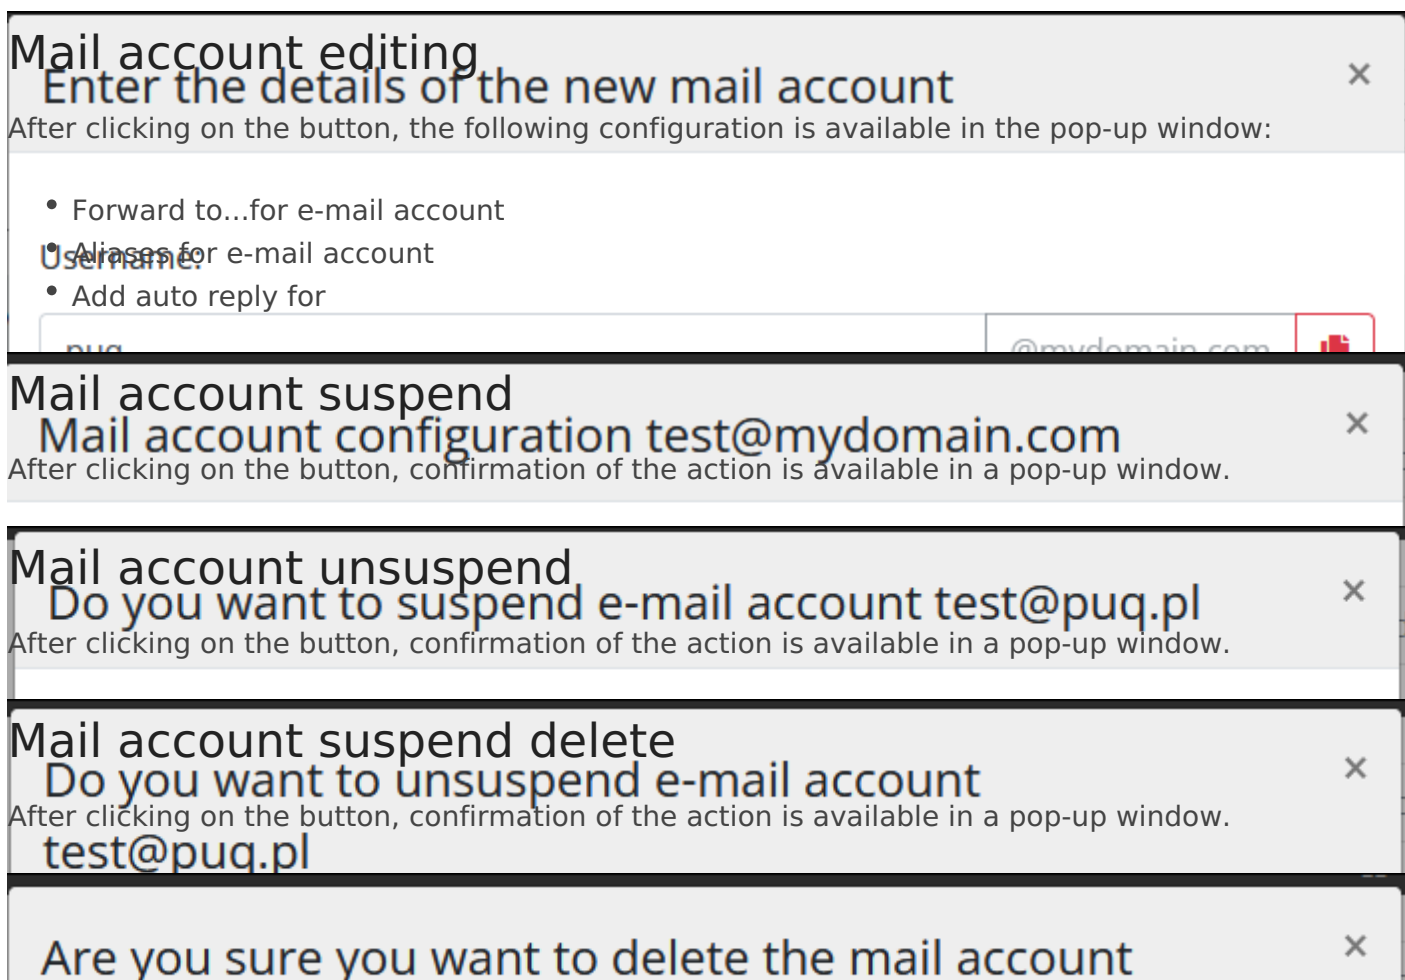 Mail account editing
Enter the details of the new mail account
×
After clicking on the button, the following configuration is available in the pop-up window:
• Forward to...for e-mail account
• Aliases for e-mail account
Username:
• Add auto reply for
puq
@mydomain.com
Mail account suspend
Mail account configuration test@mydomain.com
×
After clicking on the button, confirmation of the action is available in a pop-up window.
Mail account unsuspend
Do you want to suspend e-mail account test@puq.pl
×
After clicking on the button, confirmation of the action is available in a pop-up window.
Mail account suspend delete
Do you want to unsuspend e-mail account
×
After clicking on the button, confirmation of the action is available in a pop-up window.
test@puq.pl
Are you sure you want to delete the mail account
×